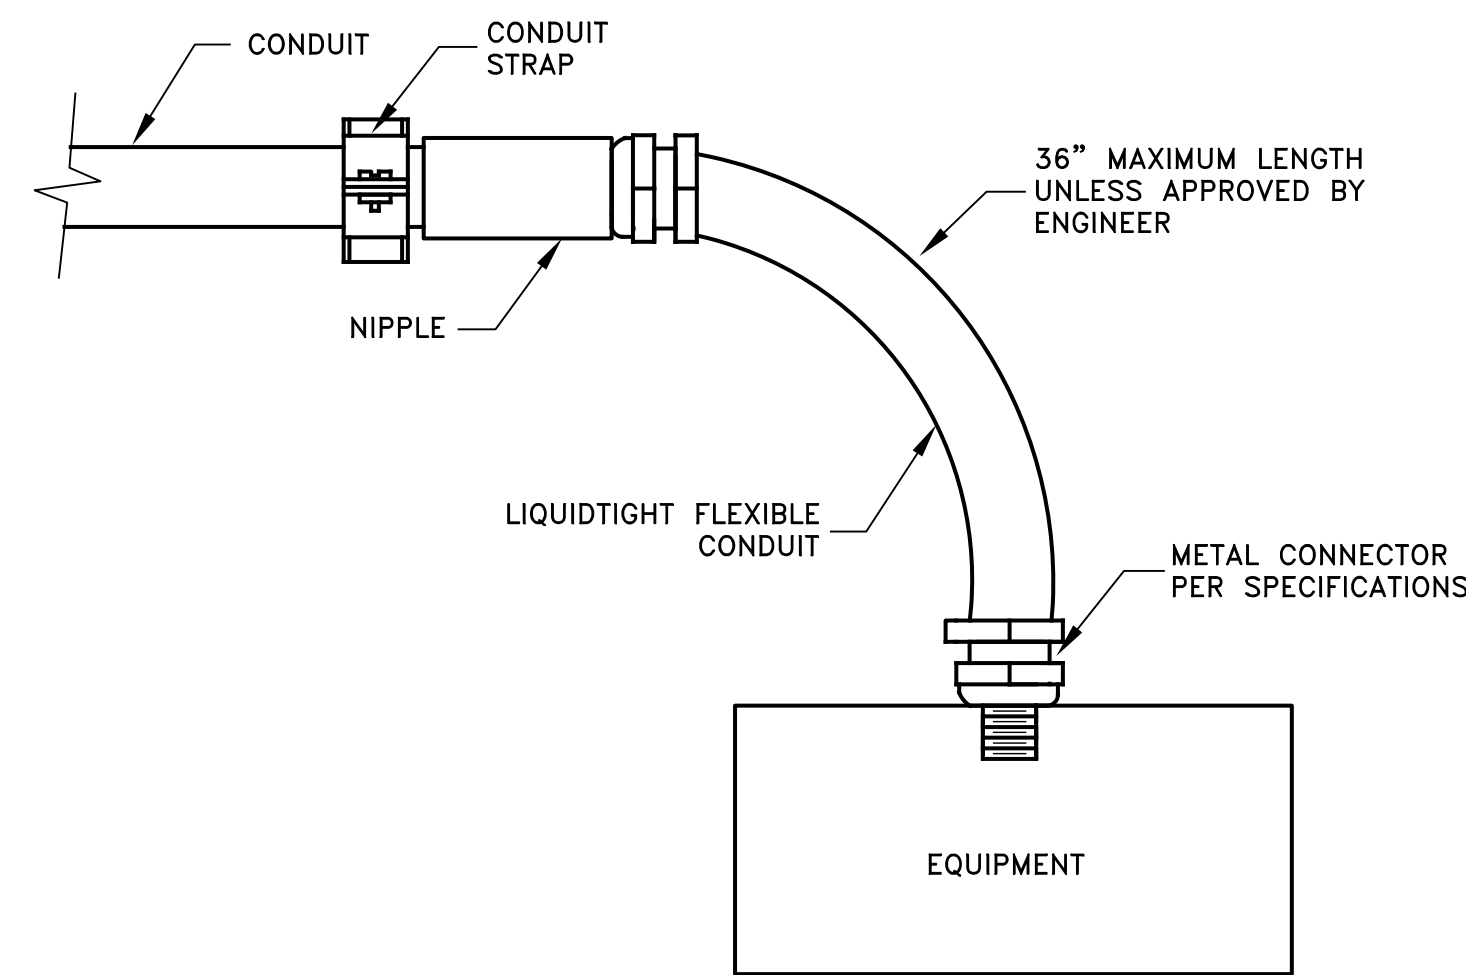 CONDUIT
CONDUIT
STRAP
36” MAXIMUM LENGTH
UNLESS APPROVED BY
ENGINEER
NIPPLE
LIQUIDTIGHT FLEXIBLE
CONDUIT
METAL CONNECTOR
PER SPECIFICATIONS
EQUIPMENT